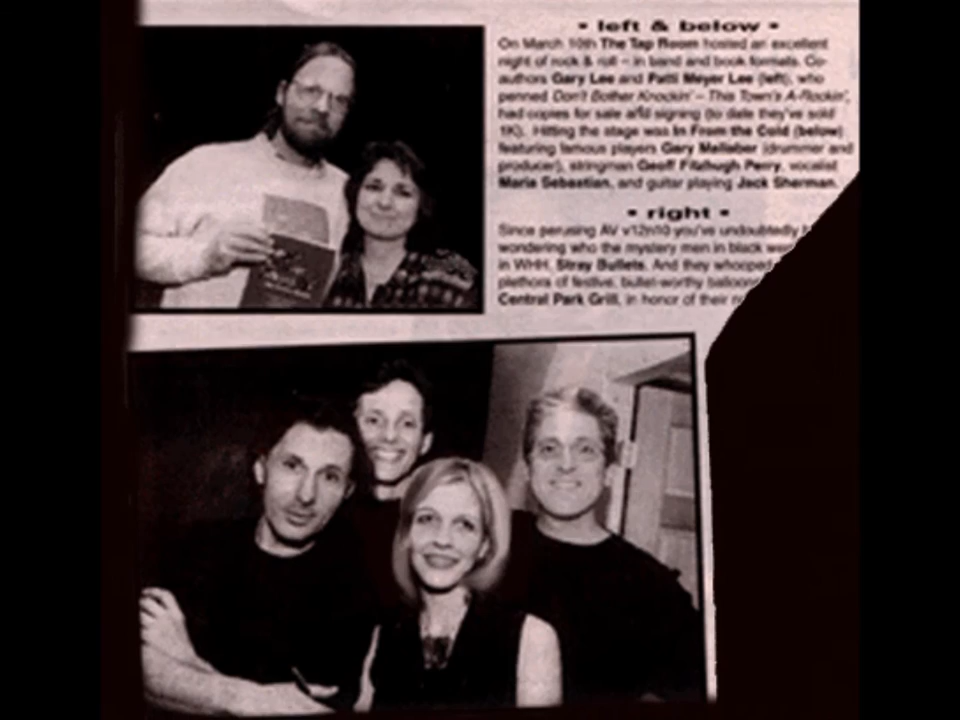 - left & below -
On March 10th The Tap Room hosted an excellent
night of rock & roll – in band and book formats. Co-
authors Gary Lee and Patti Meyer Lee (left), who
penned Don't Bother Knockin' – This Town's A-Rockin',
had copies for sale and signing (to date they've sold
1K). Hitting the stage was In From the Cold (below)
featuring famous players Gary Mallaber (drummer and
producer), stringman Geoff Fitzhugh Perry, vocalist
Maria Sebastian, and guitar playing Jack Sherman.
- right -
Since perusing AV v12n10 you've undoubtedly
wondering who the mystery men in black
in WHH, Stray Bullets. And they whooped
plethora of festive, bullet-worthy balloons
Central Park Grill, in honor of their